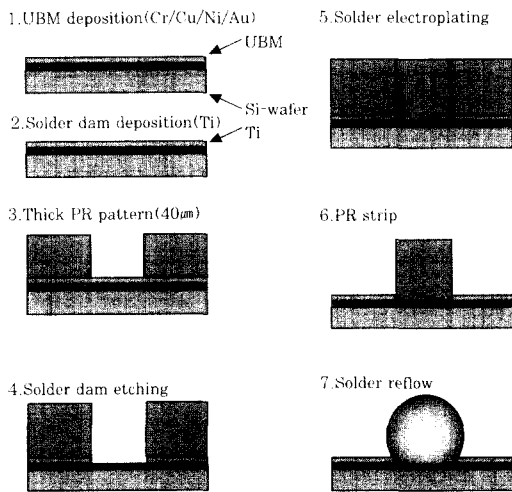 1.UBM deposition(Cr/Cu/Ni/Au)
UBM
Si-wafer
2.Solder dam deposition(Ti)
Ti
3.Thick PR pattern(40μm)
4.Solder dam etching
5.Solder electroplating
6.PR strip
7.Solder reflow